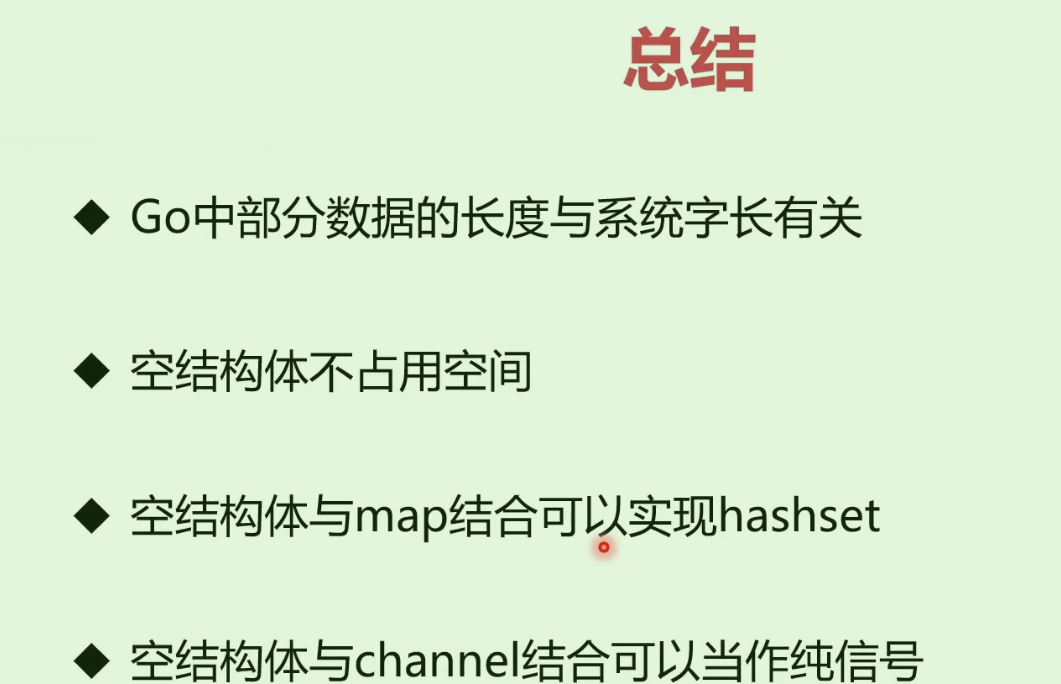 总结
◆ Go中部分数据的长度与系统字长有关
◆ 空结构体不占用空间
◆ 空结构体与map结合可以实现hashset
◆ 空结构体与channel结合可以当作纯信号